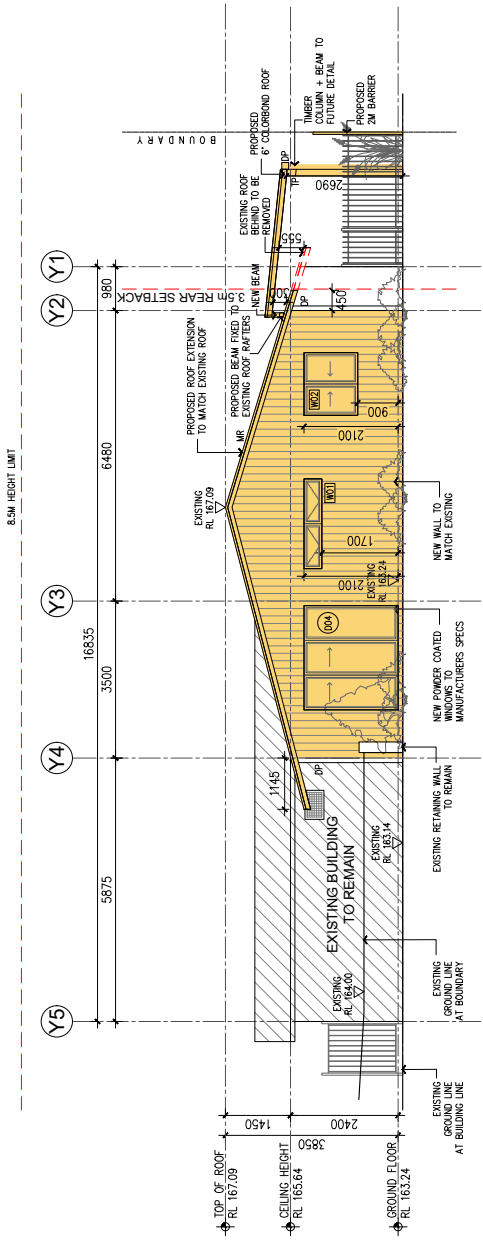 8.5M HEIGHT LIMIT
Y5
Y4
Y3
Y2
Y1
16835
5875
3500
6480
980
BOUNDARY
3.5m REAR SETBACK
TOP OF ROOF
RL 167.09
CEILING HEIGHT
RL 165.64
GROUND FLOOR
RL 163.24
1450
2400
3850
EXISTING
RL 167.09
MR
PROPOSED ROOF EXTENSION
TO MATCH EXISTING ROOF
PROPOSED BEAM FIXED TO
EXISTING ROOF RAFTERS
NEW BEAM
EXISTING ROOF
BEHIND TO BE
REMOVED
PROPOSED
6° COLORBOND ROOF
TIMBER
COLUMN + BEAM TO
FUTURE DETAIL
PROPOSED
2M BARRIER
555
DP
TP
2690
450
1145
DP
EXISTING BUILDING
TO REMAIN
EXISTING
RL 164.00
EXISTING
RL 163.14
EXISTING
RL 163.24
D04
W01
W02
2100
1700
2100
900
EXISTING
GROUND LINE
AT BUILDING LINE
EXISTING
GROUND LINE
AT BOUNDARY
EXISTING RETAINING WALL
TO REMAIN
NEW POWDER COATED
WINDOWS TO
MANUFACTURERS SPECS
NEW WALL TO
MATCH EXISTING